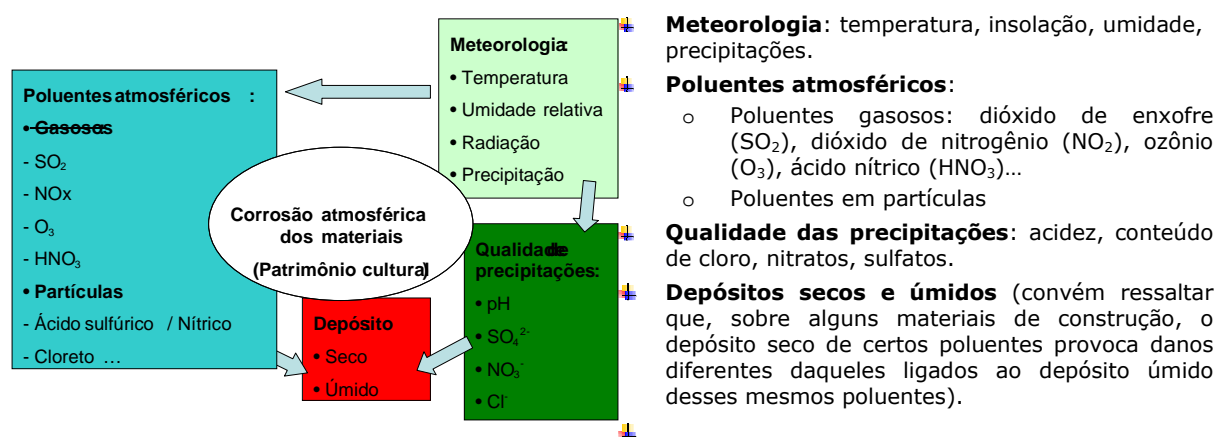 Meteorologia:
• Temperatura
• Umidade relativa
• Radiação
• Precipitação
Poluentes atmosféricos :
• Gasosos
- SO₂
- NOx
- O₃
- HNO₃
• Partículas
- Ácido sulfúrico / Nítrico
- Cloreto ...
Corrosão atmosférica
dos materiais
(Patrimônio cultural)
Qualidade de
precipitações:
• pH
• SO₄²⁻
• NO₃⁻
• Cl⁻
Depósito
• Seco
• Úmido
Meteorologia: temperatura, insolação, umidade,
precipitações.
Poluentes atmosféricos:
o Poluentes gasosos: dióxido de enxofre
(SO₂), dióxido de nitrogênio (NO₂), ozônio
(O₃), ácido nítrico (HNO₃)…
o Poluentes em partículas
Qualidade das precipitações: acidez, conteúdo
de cloro, nitratos, sulfatos.
Depósitos secos e úmidos (convém ressaltar
que, sobre alguns materiais de construção, o
depósito seco de certos poluentes provoca danos
diferentes daqueles ligados ao depósito úmido
desses mesmos poluentes).